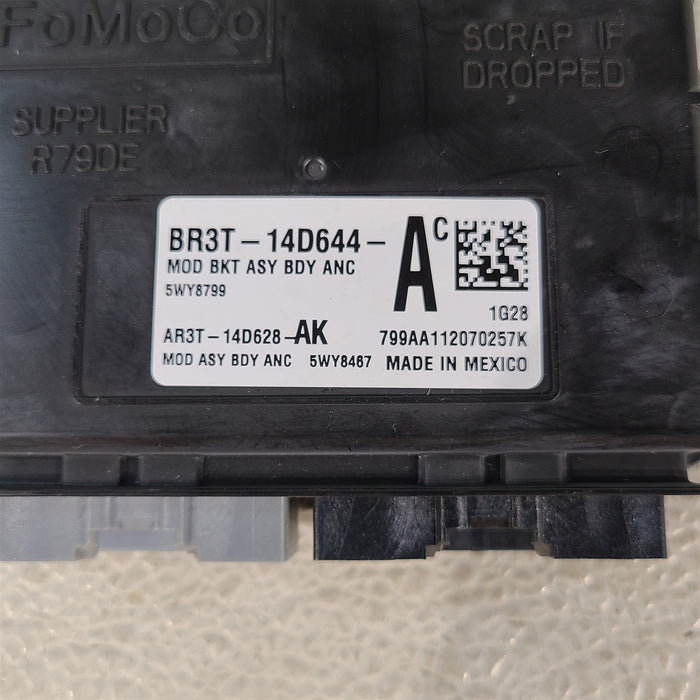 FoMoCo
SCRAP IF
DROPPED
SUPPLIER
R79DE
BR3T-14D644-AC
MOD BKT ASY BDY ANC
5WY8799
1G28
AR3T-14D628-AK
799AA112070257K
MOD ASY BDY ANC 5WY8467
MADE IN MEXICO